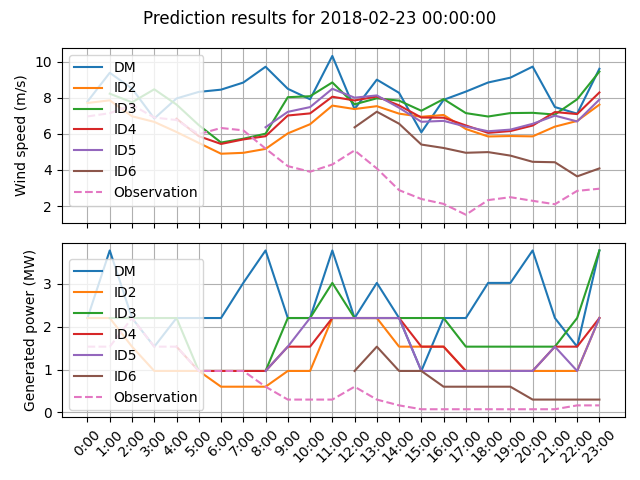 Prediction results for 2018-02-23 00:00:00
Wind speed (m/s)
10
8
6
4
2
DM
ID2
ID3
ID4
ID5
ID6
Observation
Generated power (MW)
3
2
1
0
DM
ID2
ID3
ID4
ID5
ID6
Observation
0:00 1:00 2:00 3:00 4:00 5:00 6:00 7:00 8:00 9:00 10:00 11:00 12:00 13:00 14:00 15:00 16:00 17:00 18:00 19:00 20:00 21:00 22:00 23:00